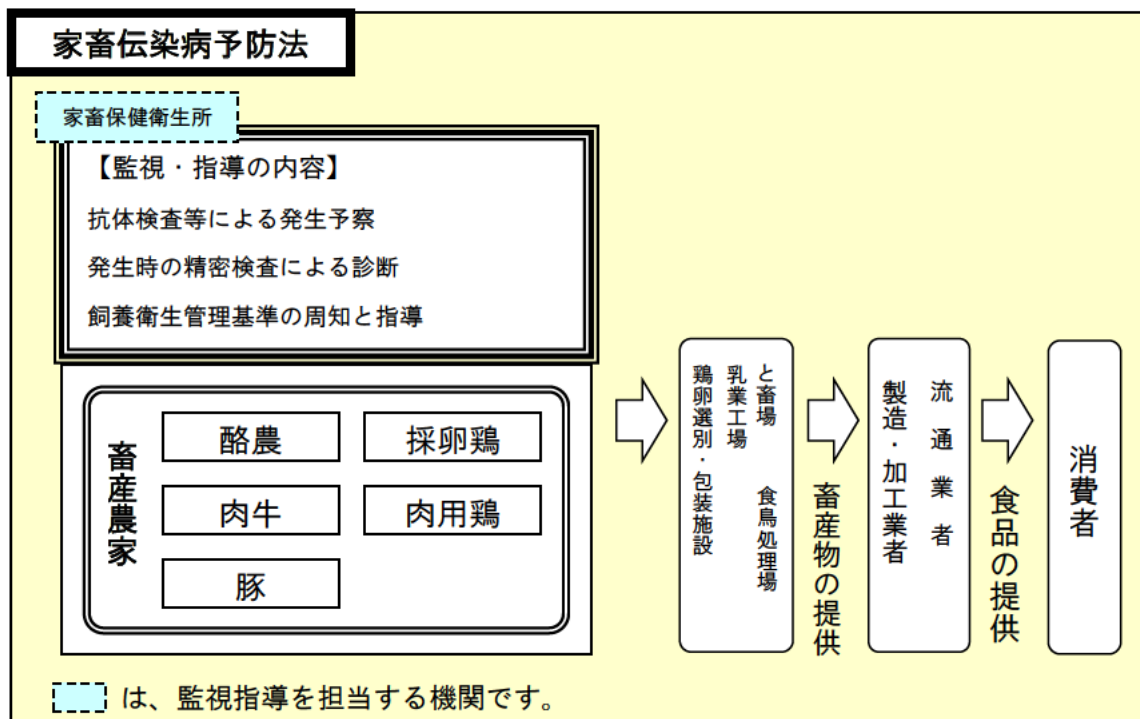 家畜伝染病予防法
家畜保健衛生所
【監視・指導の内容】
抗体検査等による発生予察
発生時の精密検査による診断
飼養衛生管理基準の周知と指導
畜産農家
酪農
採卵鶏
肉牛
肉用鶏
豚
と畜場 食鳥処理場
乳業工場
鶏卵選別・包装施設
畜産物の提供
流通業者
製造・加工業者
食品の提供
消費者
は、監視指導を担当する機関です。